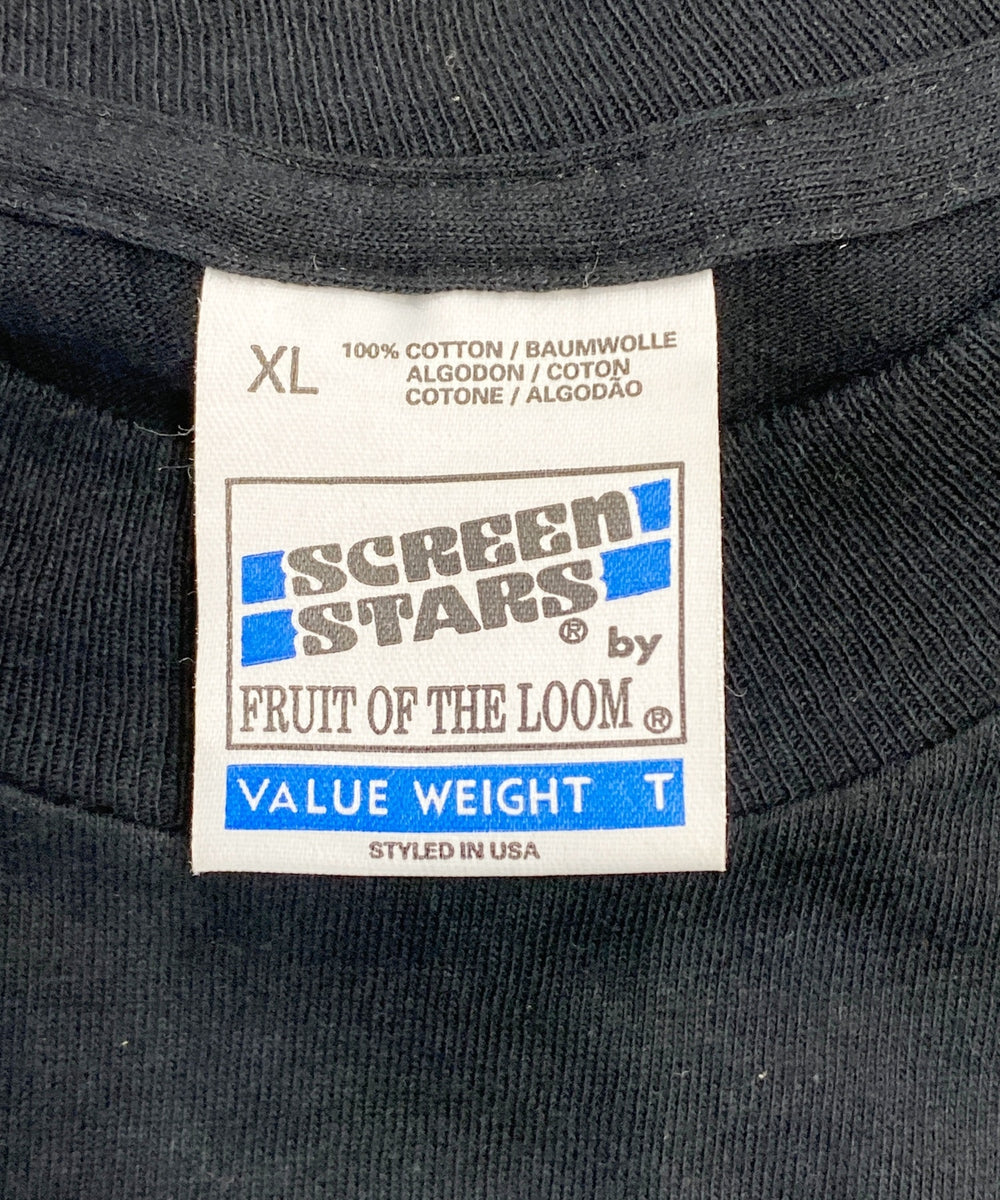 XL
100% COTTON / BAUMWOLLE
ALGODON / COTON
COTONE / ALGODÃO
SCREEN
STARS® by
FRUIT OF THE LOOM®
VALUE WEIGHT T
STYLED IN USA